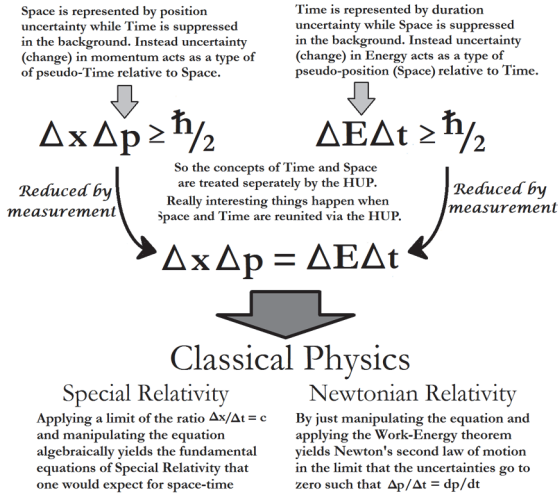 Space is represented by position
uncertainty while Time is suppressed
in the background. Instead uncertainty
(change) in momentum acts as a type of
of pseudo-Time relative to Space.
Time is represented by duration
uncertainty while Space is suppressed
in the background. Instead uncertainty
(change) in Energy acts as a type of
pseudo-position (Space) relative to Time.
Δx Δp ≥ ħ/2
ΔEΔt ≥ ħ/2
So the concepts of Time and Space
are treated seperately by the HUP.
Really interesting things happen when
Space and Time are reunited via the HUP.
Reduced by
measurement
Reduced by
measurement
Δx Δp = ΔEΔt
Classical Physics
Special Relativity
Applying a limit of the ratio Δx/Δt = c
and manipulating the equation
algebraically yields the fundamental
equations of Special Relativity that
one would expect for space-time
Newtonian Relativity
By just manipulating the equation and
applying the Work-Energy theorem
yields Newton's second law of motion
in the limit that the uncertainties go to
zero such that Δp/Δt = dp/dt